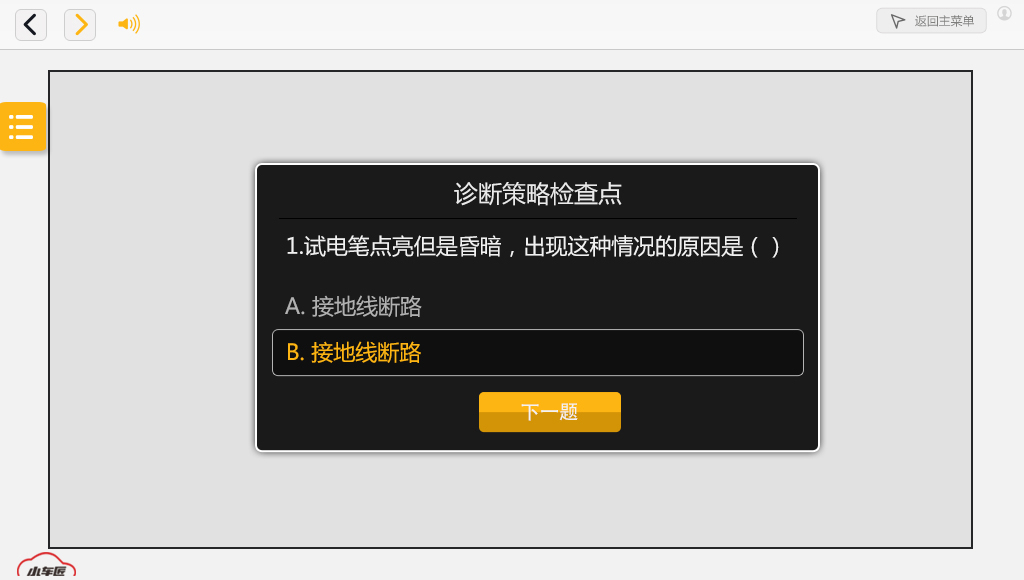 返回主菜单
诊断策略检查点
1.试电笔点亮但是昏暗，出现这种情况的原因是（ ）
A. 接地线断路
B. 接地线断路
下一题
小车匠